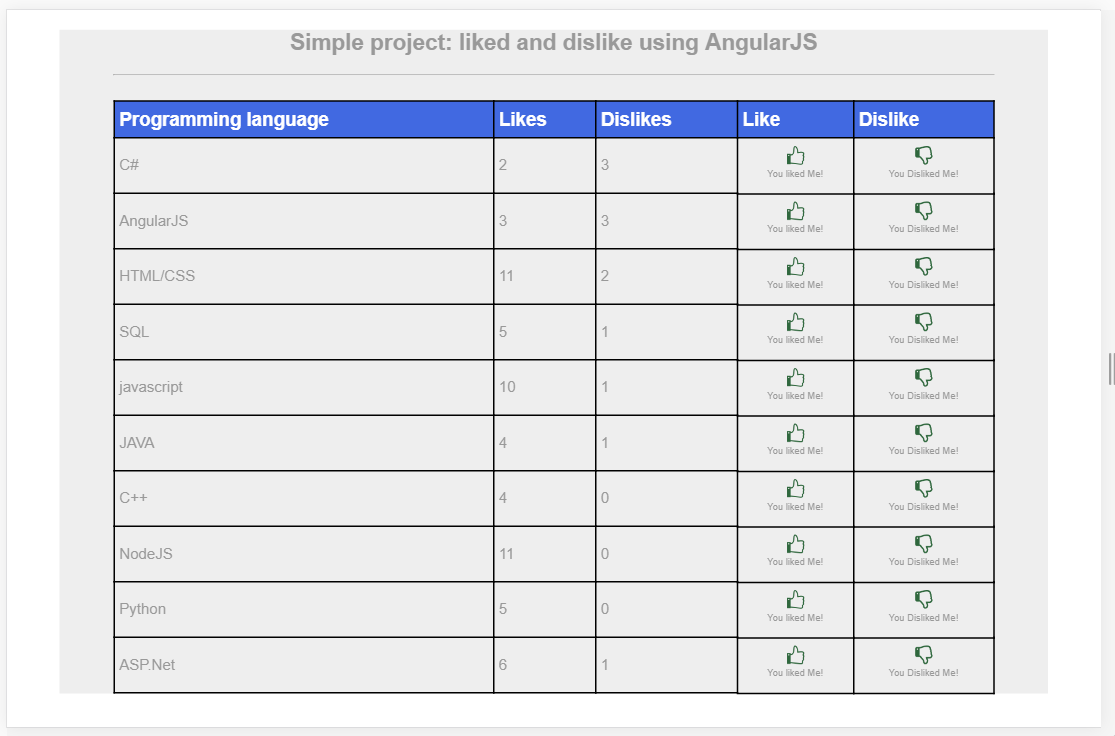 Simple project: liked and dislike using AngularJS
Programming language Likes Dislikes Like Dislike
C# 2 3 You liked Me! You Disliked Me!
AngularJS 3 3 You liked Me! You Disliked Me!
HTML/CSS 11 2 You liked Me! You Disliked Me!
SQL 5 1 You liked Me! You Disliked Me!
javascript 10 1 You liked Me! You Disliked Me!
JAVA 4 1 You liked Me! You Disliked Me!
C++ 4 0 You liked Me! You Disliked Me!
NodeJS 11 0 You liked Me! You Disliked Me!
Python 5 0 You liked Me! You Disliked Me!
ASP.Net 6 1 You liked Me! You Disliked Me!